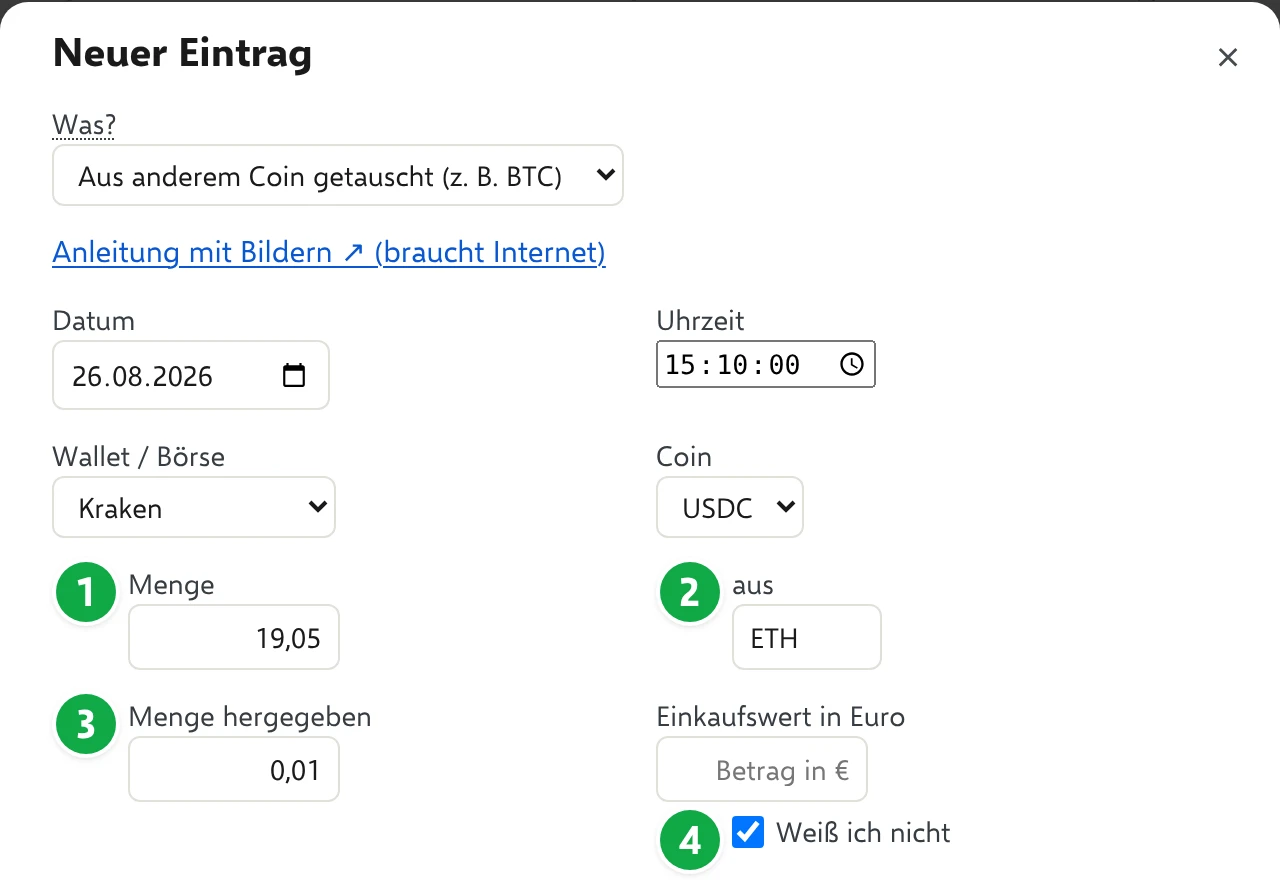 Neuer Eintrag
Was?
Aus anderem Coin getauscht (z. B. BTC)
Anleitung mit Bildern ↗ (braucht Internet)
Datum
Uhrzeit
26.08.2026
15:10:00
Wallet / Börse
Coin
Kraken
USDC
1 Menge
2 aus
19,05
ETH
3 Menge hergegeben
Einkaufswert in Euro
0,01
Betrag in €
4 Weiß ich nicht